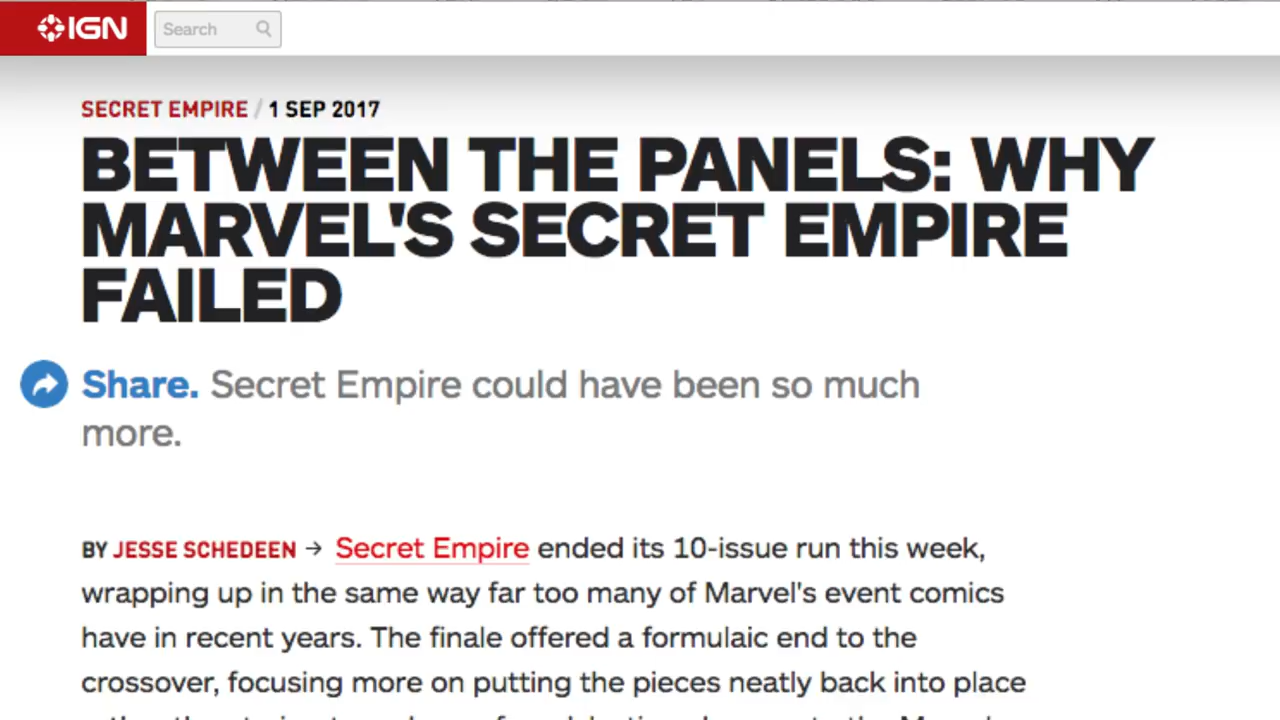 IGN
Search
SECRET EMPIRE / 1 SEP 2017
BETWEEN THE PANELS: WHY
MARVEL'S SECRET EMPIRE
FAILED
Share. Secret Empire could have been so much
more.
BY JESSE SCHEDEEN → Secret Empire ended its 10-issue run this week,
wrapping up in the same way far too many of Marvel's event comics
have in recent years. The finale offered a formulaic end to the
crossover, focusing more on putting the pieces neatly back into place